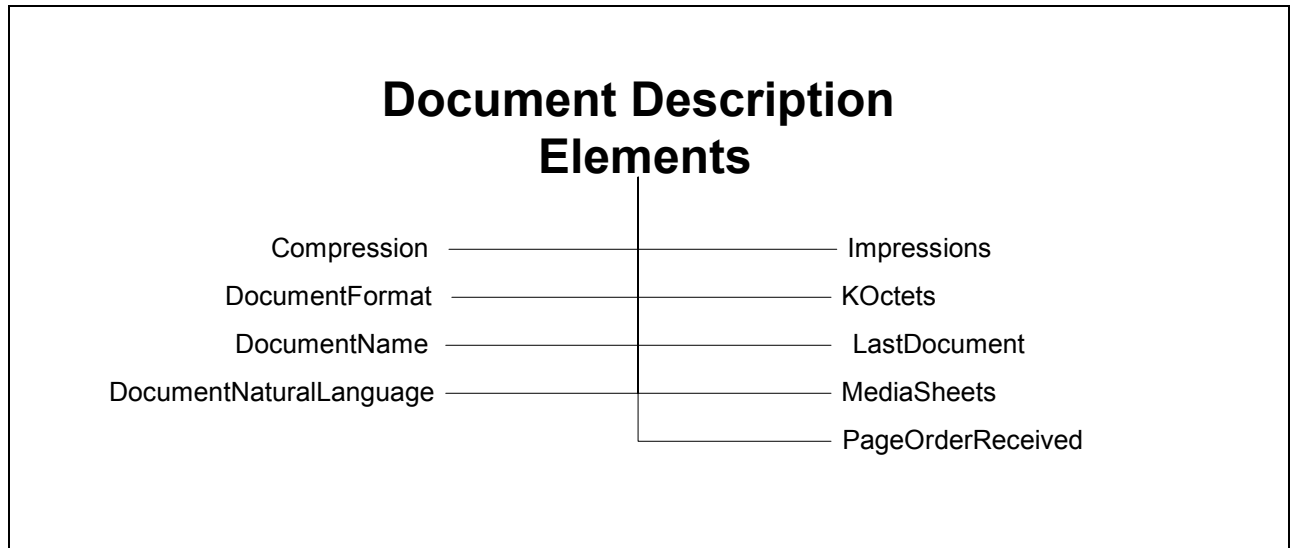 Document Description
Elements
Compression
Impressions
DocumentFormat
KOctets
DocumentName
LastDocument
DocumentNaturalLanguage
MediaSheets
PageOrderReceived